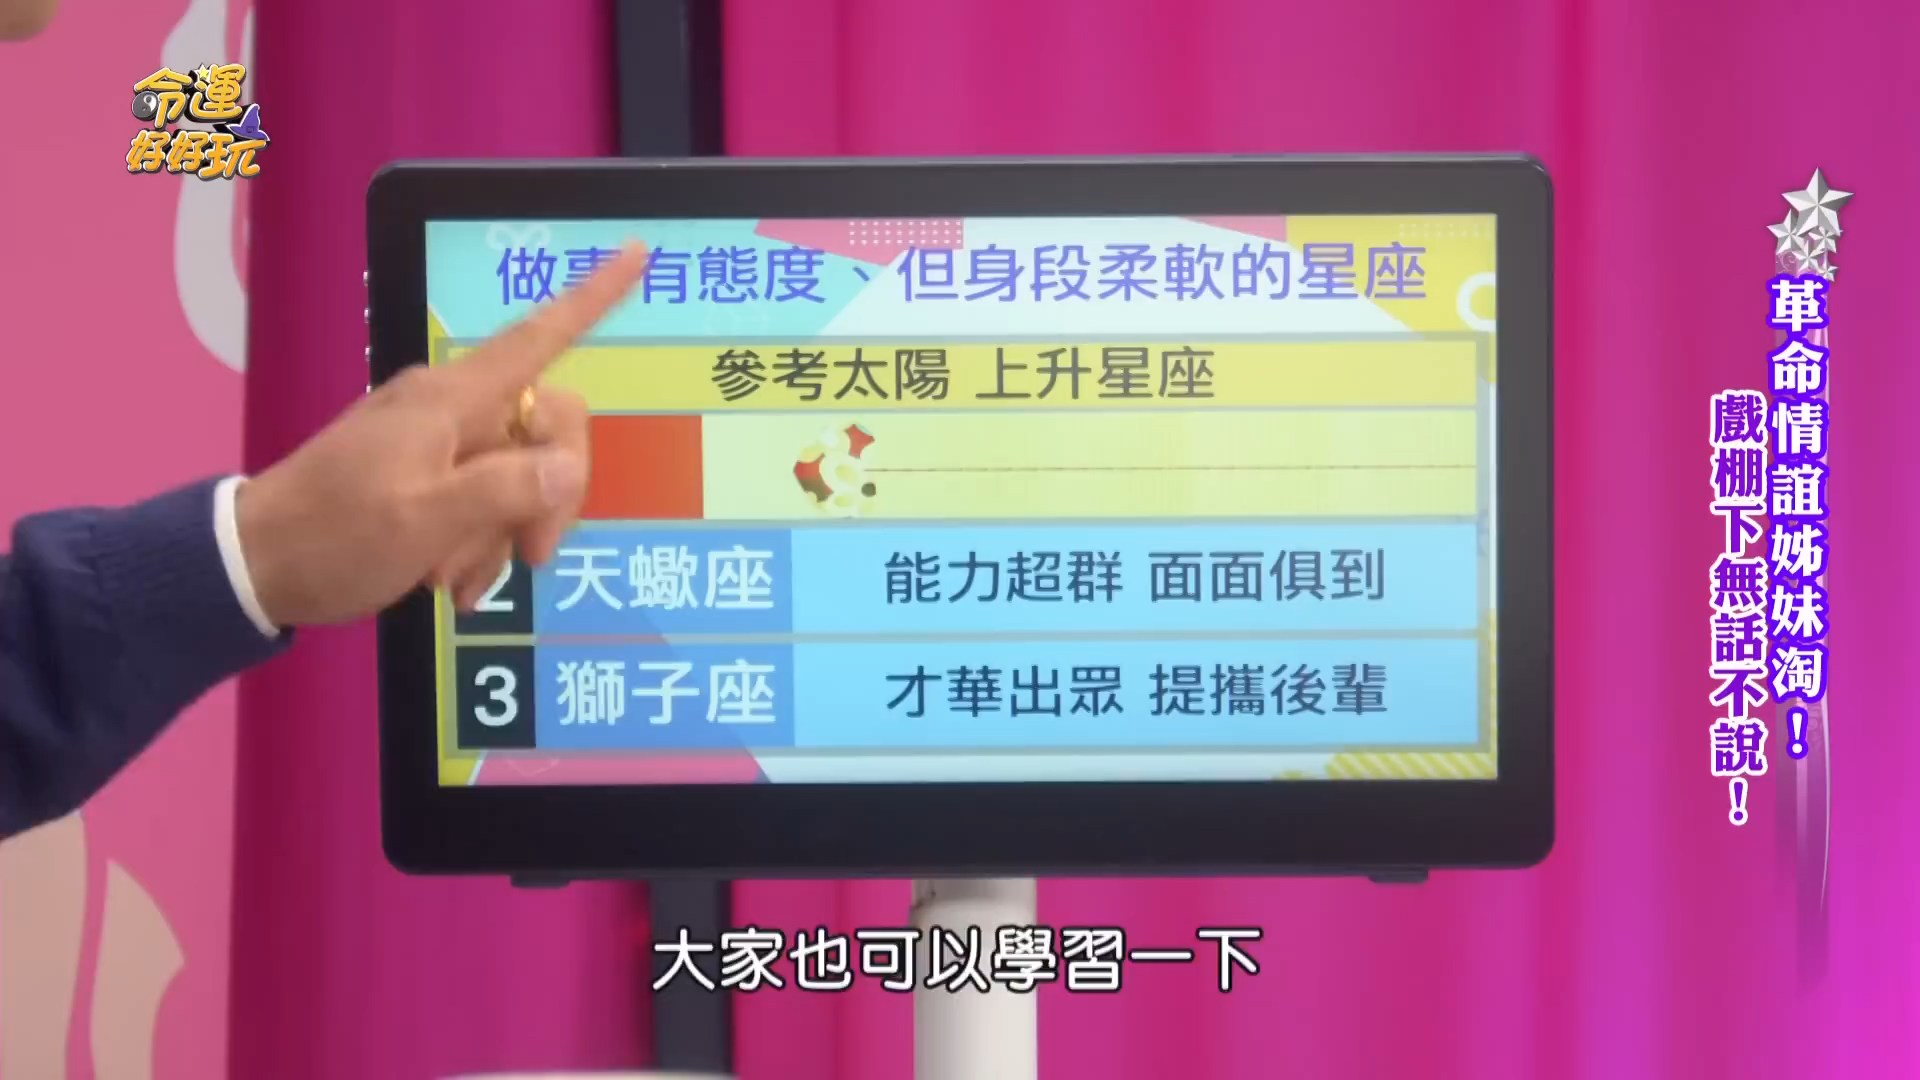 命運
好好玩
做事有態度、但身段柔軟的星座
參考太陽 上升星座
2 天蠍座 能力超群 面面俱到
3 獅子座 才華出眾 提攜後輩
革命情誼姊妹淘！
戲棚下無話不說！
大家也可以學習一下